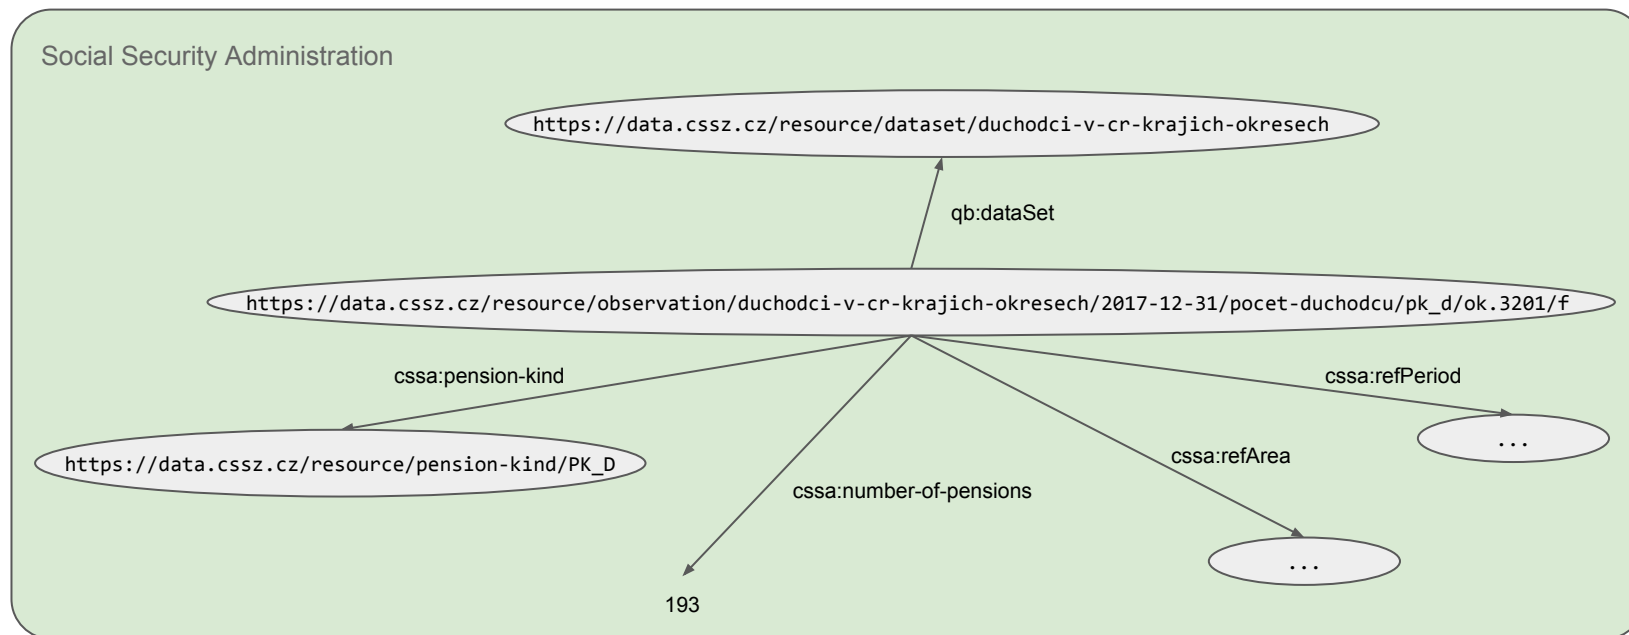 Social Security Administration
https://data.cssz.cz/resource/dataset/duchodci-v-cr-krajich-okresech
qb:dataSet
https://data.cssz.cz/resource/observation/duchodci-v-cr-krajich-okresech/2017-12-31/pocet-duchodcu/pk_d/ok.3201/f
cssa:pension-kind
cssa:refPeriod
...
https://data.cssz.cz/resource/pension-kind/PK_D
cssa:refArea
cssa:number-of-pensions
...
193